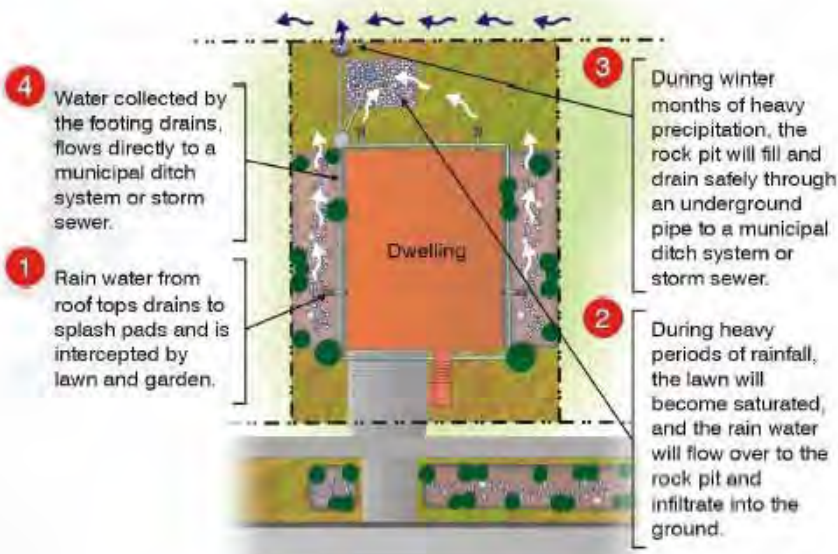 4
Water collected by
the footing drains,
flows directly to a
municipal ditch
system or storm
sewer.
1
Rain water from
roof tops drains to
splash pads and is
intercepted by
lawn and garden.
Dwelling
3
During winter
months of heavy
precipitation, the
rock pit will fill and
drain safely through
an underground
pipe to a municipal
ditch system or
storm sewer.
2
During heavy
periods of rainfall,
the lawn will
become saturated,
and the rain water
will flow over to the
rock pit and
infiltrate into the
ground.